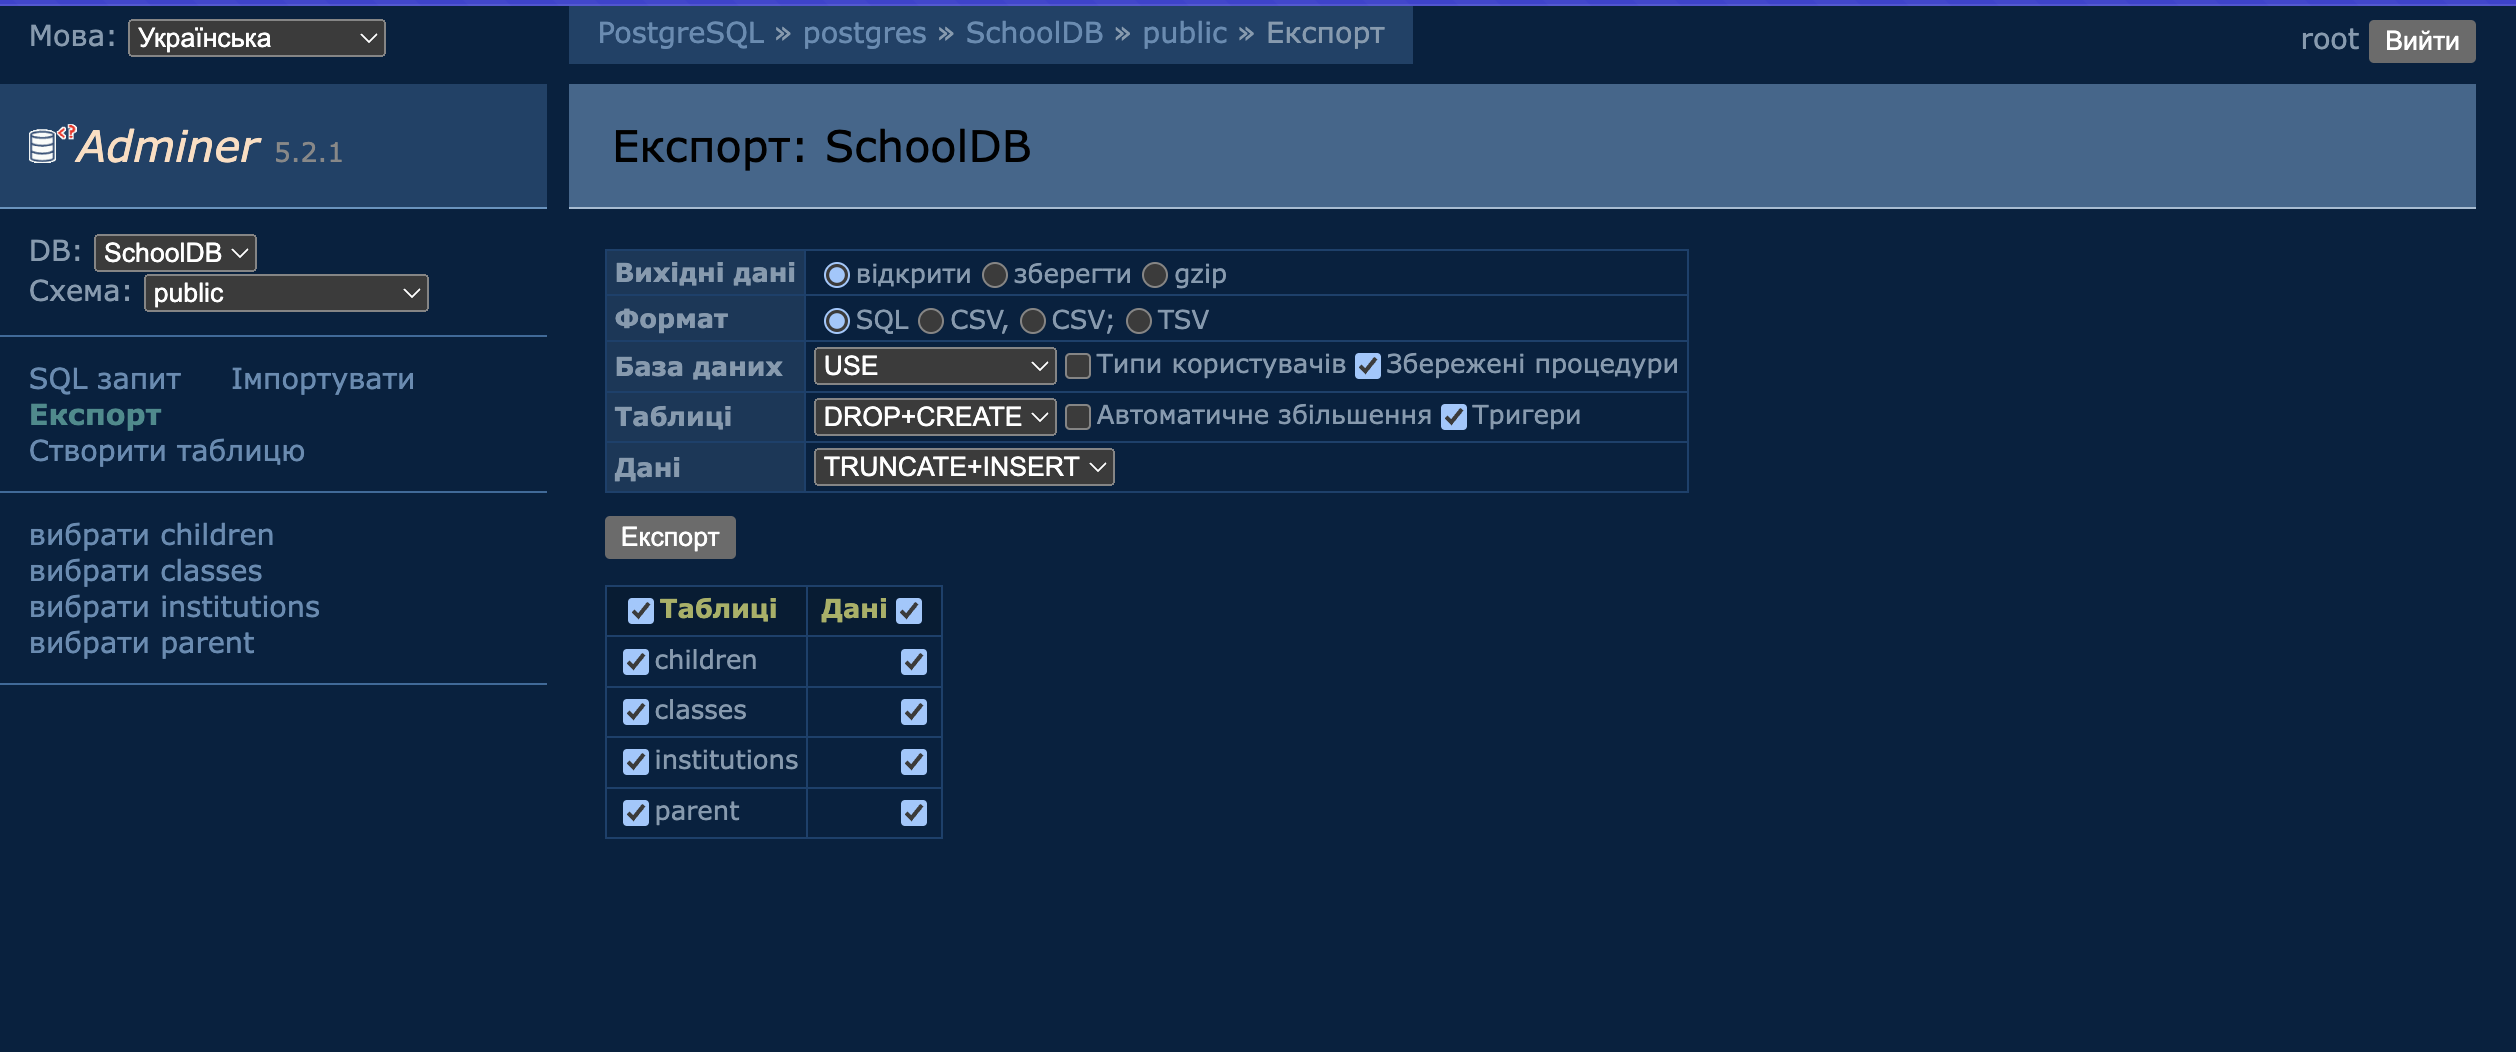 Мова: Українська
PostgreSQL » postgres » SchoolDB » public » Експорт
root Вийти
Adminer 5.2.1
Експорт: SchoolDB
DB: SchoolDB
Схема: public
SQL запит Імпортувати
Експорт
Створити таблицю
вибрати children
вибрати classes
вибрати institutions
вибрати parent
Вихідні дані відкрити зберегти gzip
Формат SQL CSV, CSV; TSV
База даних USE Типи користувачів Збережені процедури
Таблиці DROP+CREATE Автоматичне збільшення Тригери
Дані TRUNCATE+INSERT
Експорт
Таблиці Дані
children
classes
institutions
parent